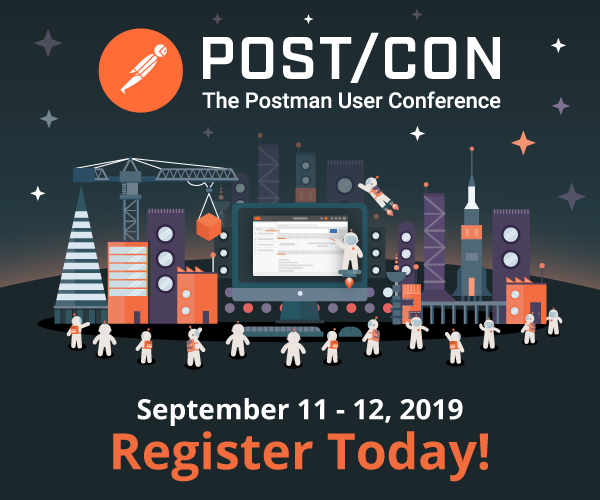 POST/CON
The Postman User Conference
September 11 - 12, 2019
Register Today!